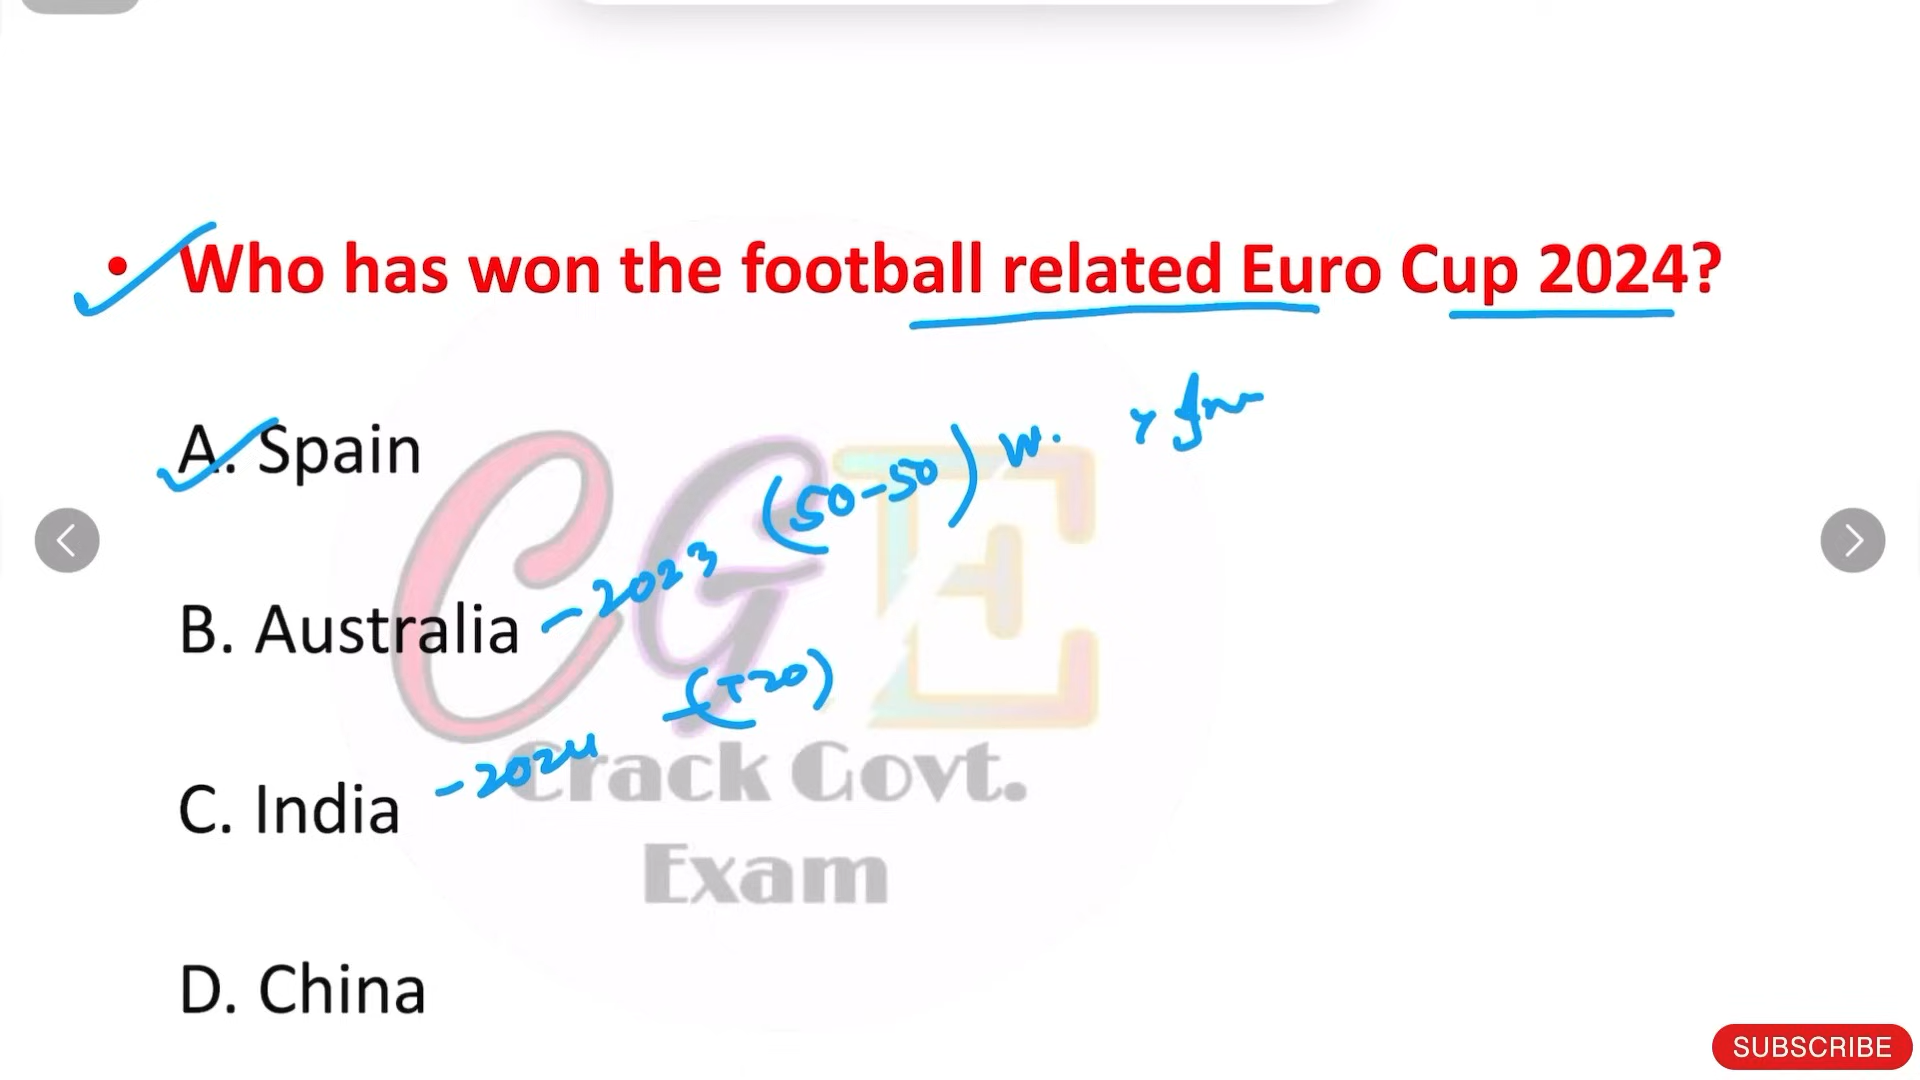 • Who has won the football related Euro Cup 2024?
A. Spain
(50-50) W.
B. Australia - 2023
(T20)
C. India - 2024
D. China
CGE
Crack Govt.
Exam
SUBSCRIBE